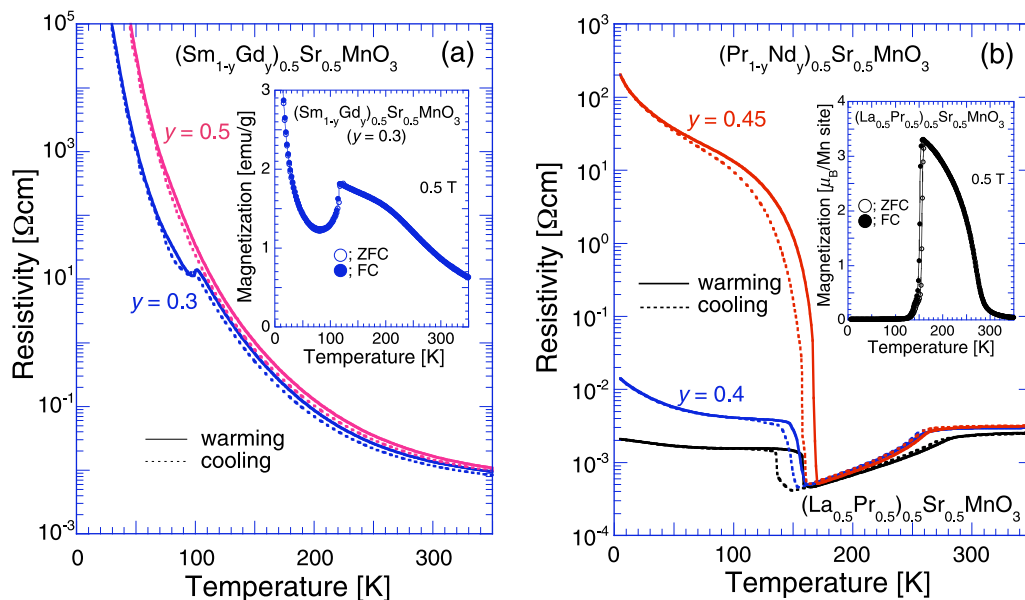 (a)
(Sm1-yGdy)0.5Sr0.5MnO3
y = 0.5
y = 0.3
warming
cooling
Resistivity [Ωcm]
10^5
10^3
10^1
10^-1
10^-3
0
100
200
300
Temperature [K]
(Sm1-yGdy)0.5Sr0.5MnO3
(y = 0.3)
0.5 T
; ZFC
; FC
Magnetization [emu/g]
3
2
1
0
0
100
200
300
Temperature [K]
(b)
(Pr1-yNdy)0.5Sr0.5MnO3
y = 0.45
warming
cooling
y = 0.4
(La0.5Pr0.5)0.5Sr0.5MnO3
Resistivity [Ωcm]
10^3
10^2
10^1
10^0
10^-1
10^-2
10^-3
10^-4
0
100
200
300
Temperature [K]
(La0.5Pr0.5)0.5Sr0.5MnO3
0.5 T
; ZFC
; FC
Magnetization [μB/Mn site]
4
3
2
1
0
0
100
200
300
Temperature [K]